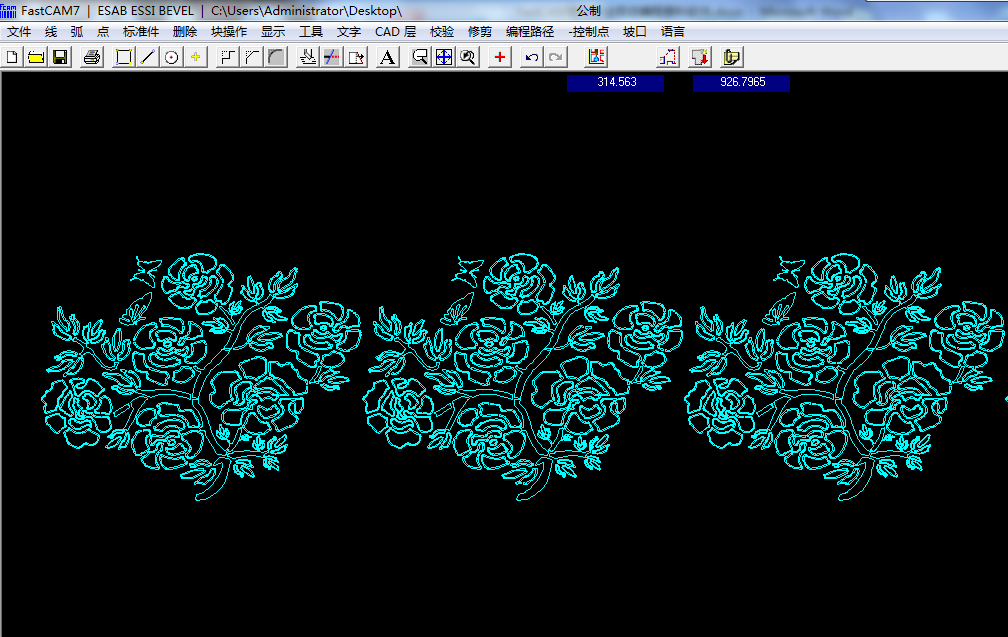 FastCAM7 | ESAB ESSI BEVEL | C:\Users\Administrator\Desktop\ 公制
文件 线 弧 点 标准件 删除 块操作 显示 工具 文字 CAD 层 校验 修剪 编程路径 -控制点 坡口 语言
A
314.563 926.7965